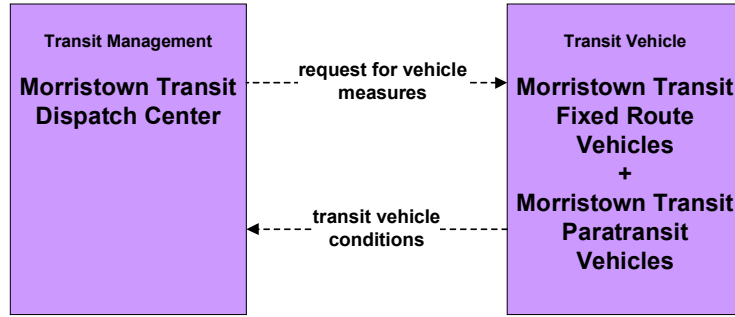 Transit Management
Morristown Transit
Dispatch Center
request for vehicle
measures
transit vehicle
conditions
Transit Vehicle
Morristown Transit
Fixed Route
Vehicles
+
Morristown Transit
Paratransit
Vehicles